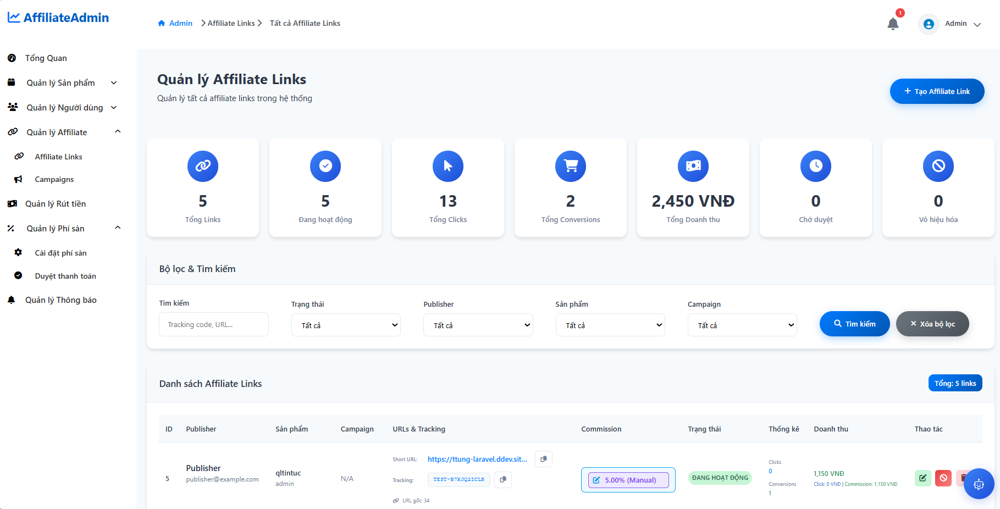 AffiliateAdmin
Admin
Affiliate Links
Tất cả Affiliate Links
1
Admin
Tổng Quan
Quản lý Sản phẩm
Quản lý Người dùng
Quản lý Affiliate
Affiliate Links
Campaigns
Quản lý Rút tiền
Quản lý Phí sàn
Cài đặt phí sàn
Duyệt thanh toán
Quản lý Thông báo
Quản lý Affiliate Links
Quản lý tất cả affiliate links trong hệ thống
+ Tạo Affiliate Link
5
Tổng Links
5
Đang hoạt động
13
Tổng Clicks
2
Tổng Conversions
2,450 VNĐ
Tổng Doanh thu
0
Chờ duyệt
0
Vô hiệu hóa
Bộ lọc & Tìm kiếm
Tìm kiếm
Tracking code, URL...
Trạng thái
Tất cả
Publisher
Tất cả
Sản phẩm
Tất cả
Campaign
Tất cả
Tìm kiếm
Xóa bộ lọc
Danh sách Affiliate Links
Tổng: 5 links
ID Publisher Sản phẩm Campaign URLs & Tracking Commission Trạng thái Thống kê Doanh thu Thao tác
5
Publisher
publisher@example.com
qltintuc
admin
N/A
Short URL: https://ttung-laravel.ddev.sit...
Tracking: TEST-B7XJQ2ICLB
URL gốc: 34
5.00% (Manual)
ĐANG HOẠT ĐỘNG
Clicks
0
Conversions
1
1,150 VNĐ
Click: 0 VNĐ | Commission: 1,150 VNĐ